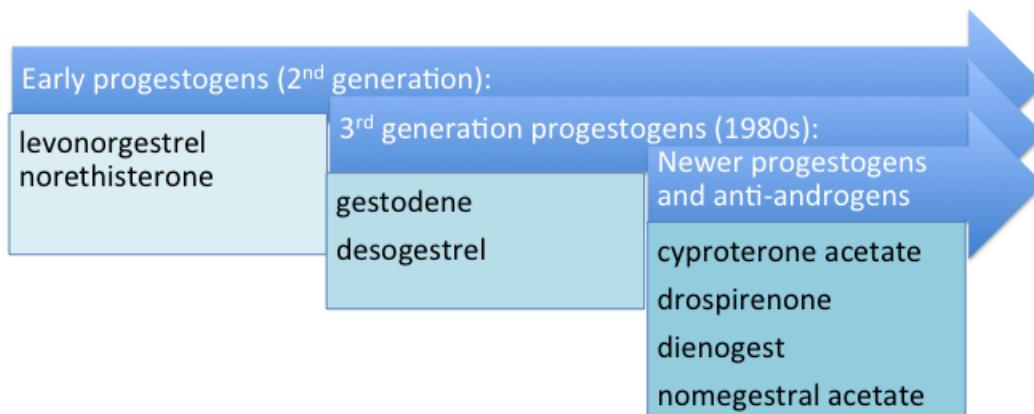 Early progestogens (2nd generation):
levonorgestrel
norethisterone
3rd generation progestogens (1980s):
gestodene
desogestrel
Newer progestogens
and anti-androgens
cyproterone acetate
drospirenone
dienogest
nomegestral acetate